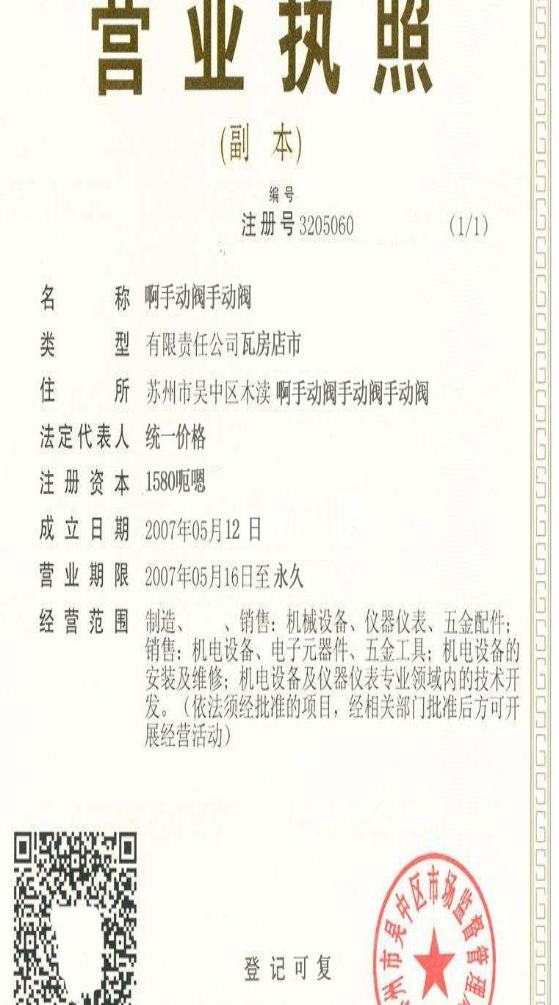 营业执照
(副 本)
编号
注册号3205060 (1/1)
名称 啊手动阀手动阀
类型 有限责任公司瓦房店市
住所 苏州市吴中区木渎 啊手动阀手动阀手动阀
法定代表人 统一价格
注册资本 1580呃嗯
成立日期 2007年05月12 日
营业期限 2007年05月16日至 永久
经营范围 制造、 、销售：机械设备、仪器仪表、五金配件；
销售：机电设备、电子元器件、五金工具；机电设备的
安装及维修；机电设备及仪器仪表专业领域内的技术开
发。（依法须经批准的项目，经相关部门批准后方可开
展经营活动）
州市吴中区市场监督管理
登记可复